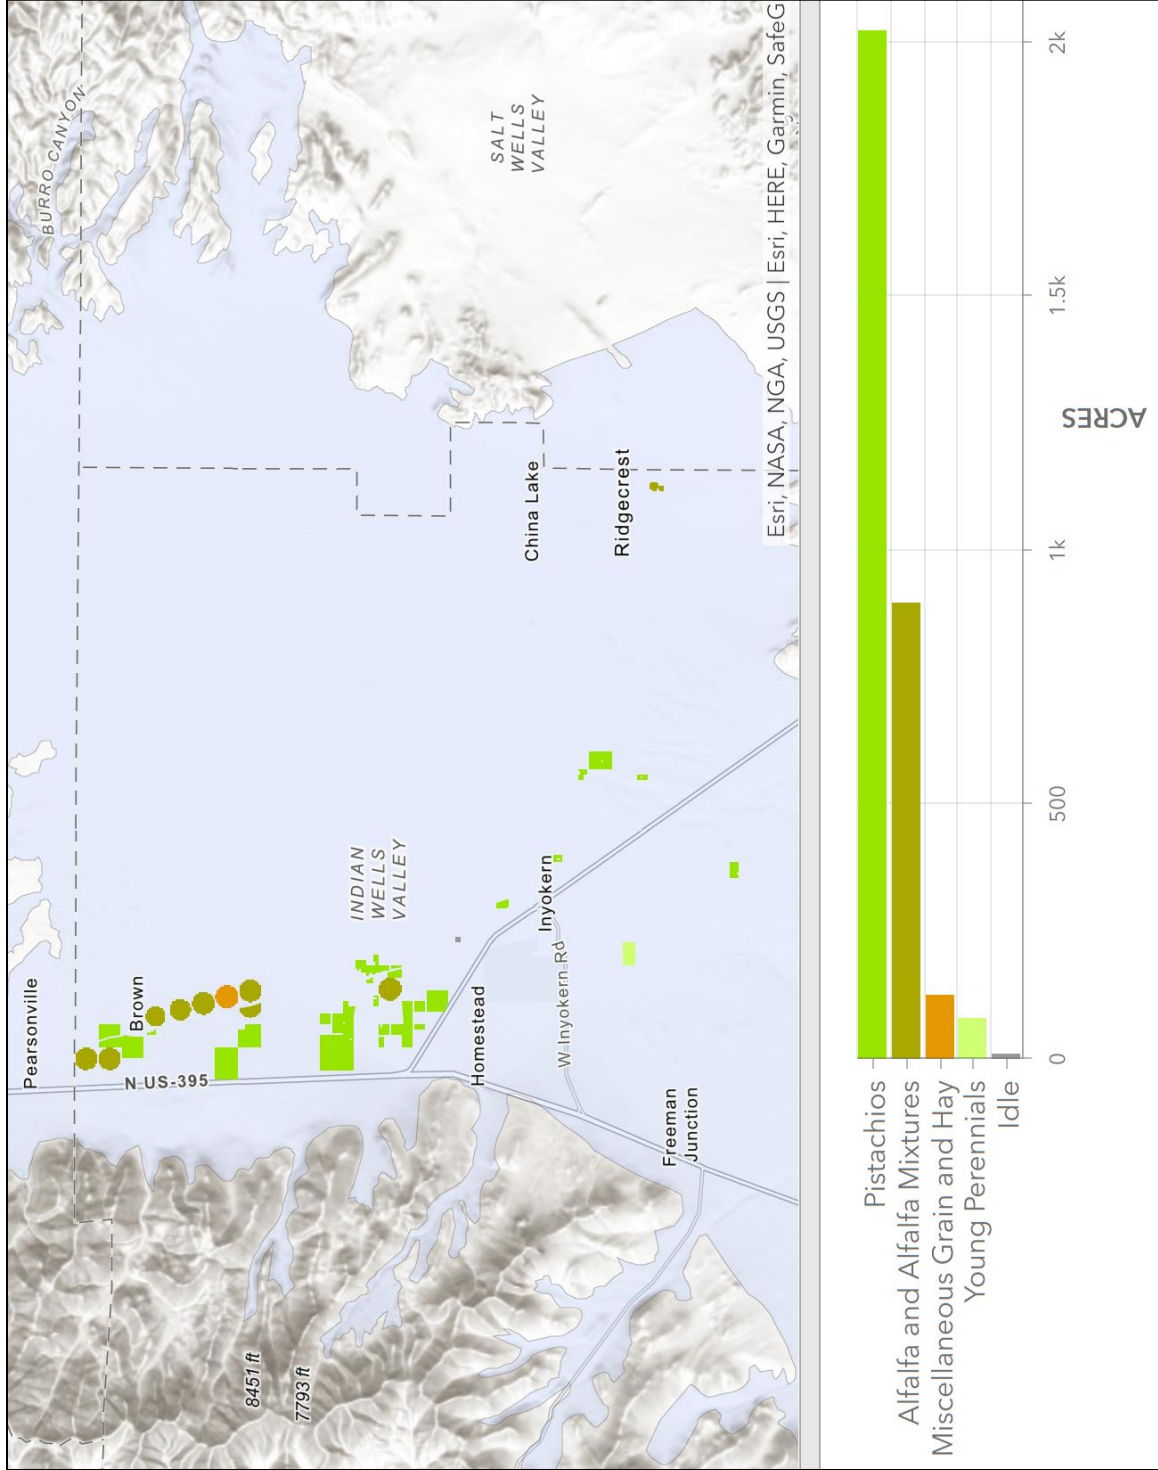 BURRO CANYON
SALT
WELLS
VALLEY
Pearsonville
Brown
N US-395
INDIAN
WELLS
VALLEY
China Lake
Ridgecrest
Homestead
Inyokern
W Inyokern Rd
Freeman
Junction
8451 ft
7793 ft
Esri, NASA, NGA, USGS | Esri, HERE, Garmin, SafeG
Pistachios
Alfalfa and Alfalfa Mixtures
Miscellaneous Grain and Hay
Young Perennials
Idle
0
500
1k
1.5k
2k
ACRES